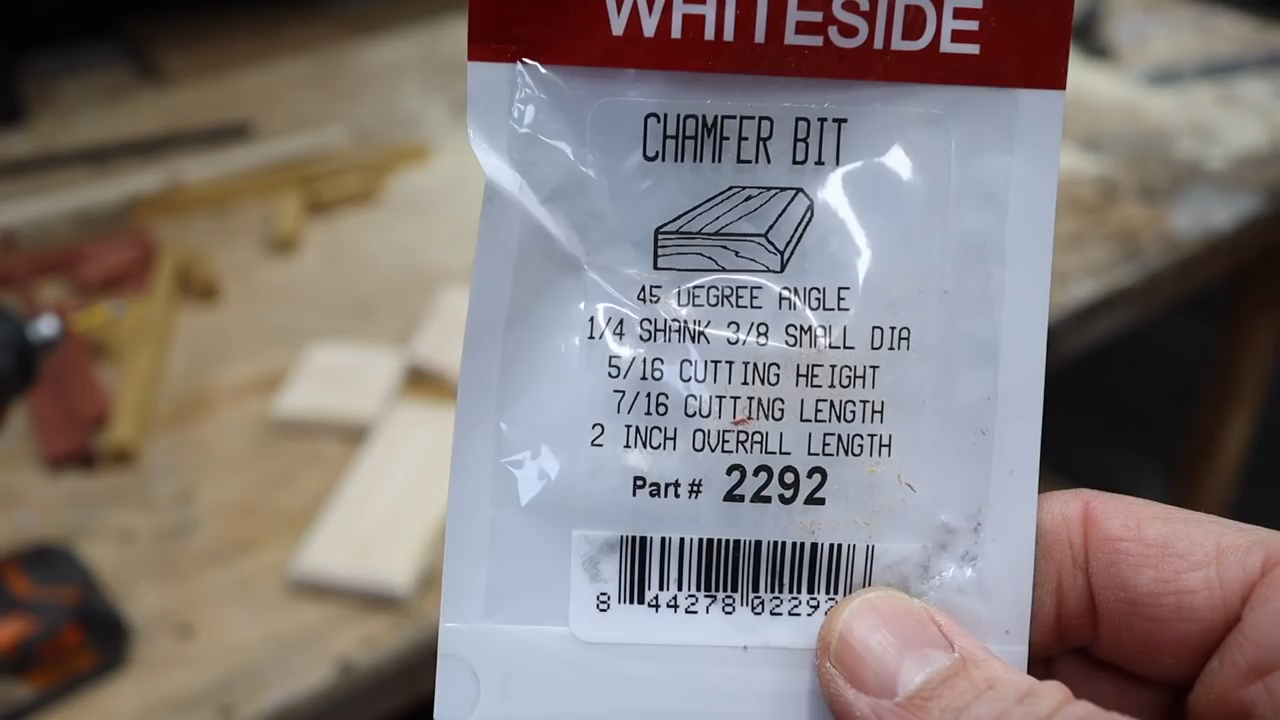 WHITESIDE
CHAMFER BIT
45 DEGREE ANGLE
1/4 SHANK 3/8 SMALL DIA
5/16 CUTTING HEIGHT
7/16 CUTTING LENGTH
2 INCH OVERALL LENGTH
Part # 2292
8 44278 02292